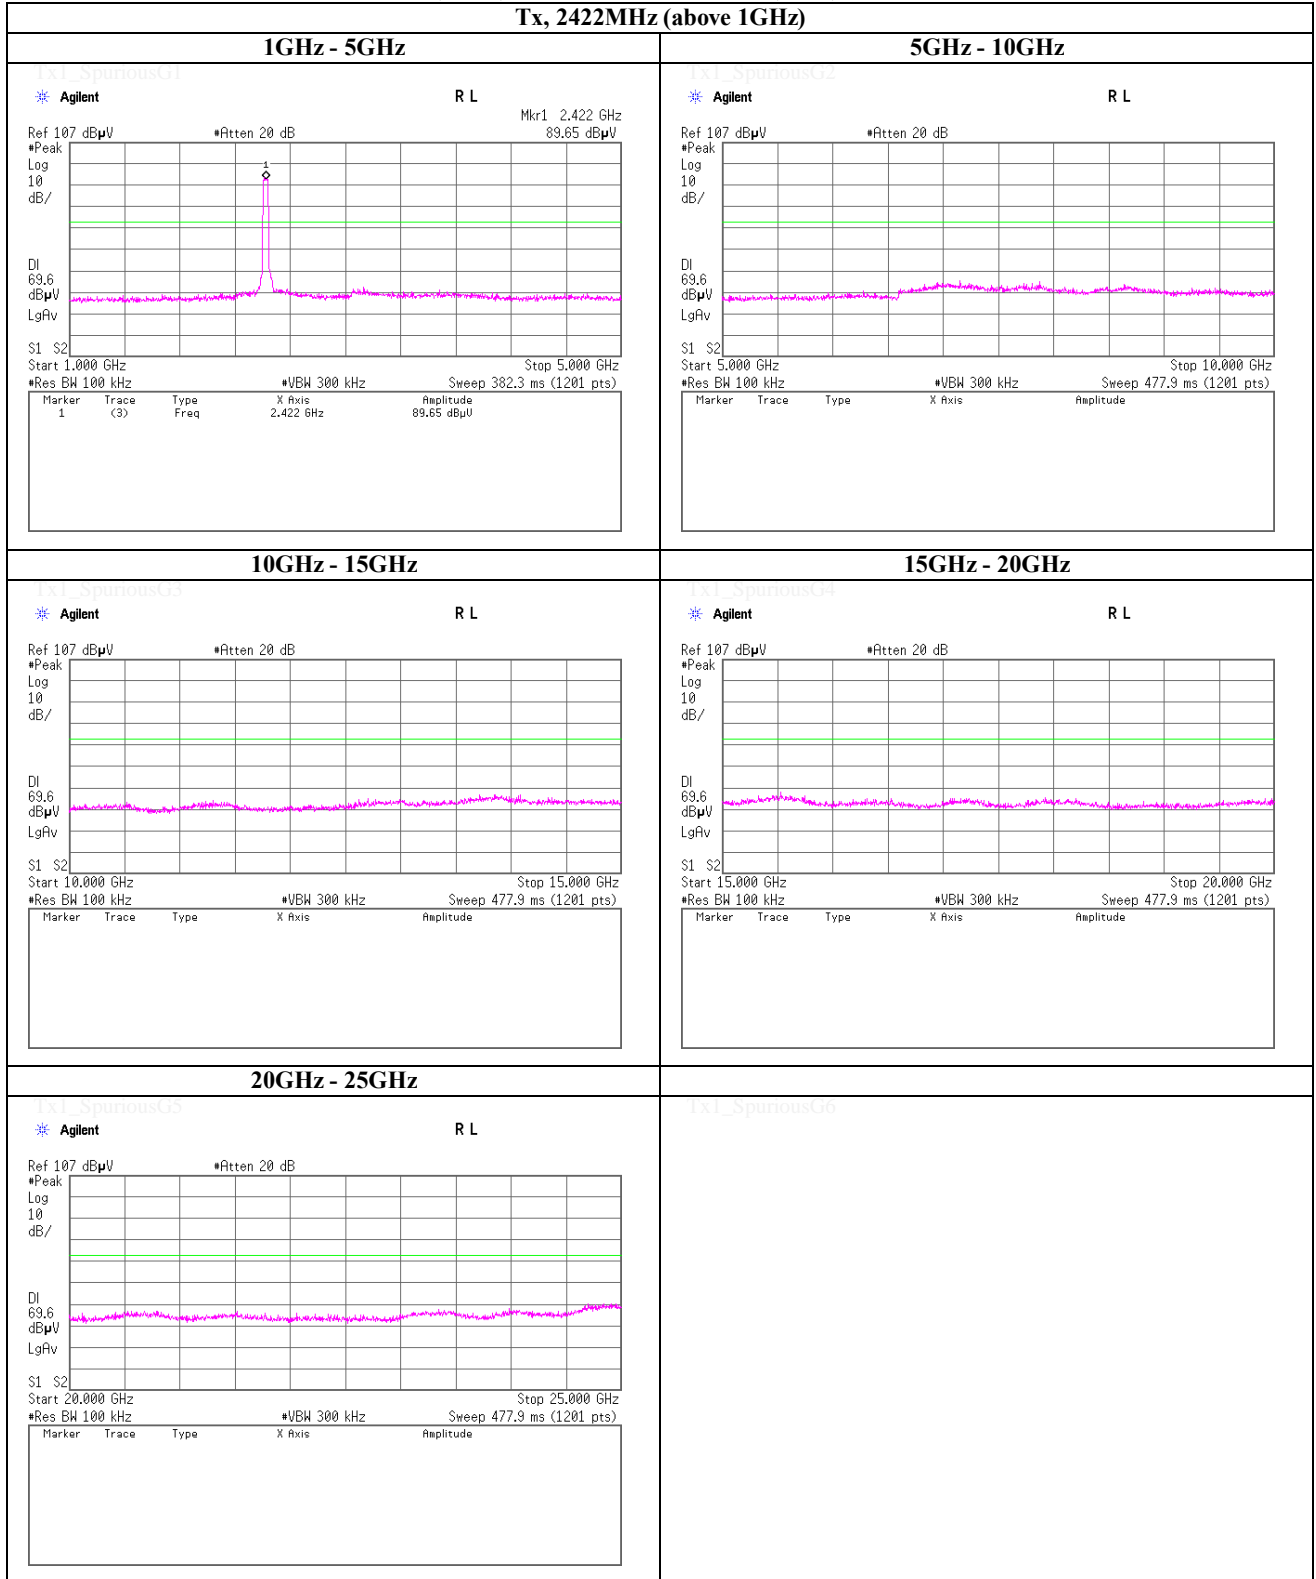 Tx, 2422MHz (above 1GHz)
1GHz - 5GHz
5GHz - 10GHz
Tx1_SpuriousG1
Agilent
R L
Mkr1 2.422 GHz
Ref 107 dBµV
#Atten 20 dB
89.65 dBµV
#Peak
Log
10
dB/
1
DI
69.6
dBµV
LgAv
S1 S2
Start 1.000 GHz
Stop 5.000 GHz
#Res BW 100 kHz
#VBW 300 kHz
Sweep 382.3 ms (1201 pts)
Marker Trace Type X Axis Amplitude
1 (3) Freq 2.422 GHz 89.65 dBµV
Tx1_SpuriousG2
Agilent
R L
Ref 107 dBµV
#Atten 20 dB
#Peak
Log
10
dB/
DI
69.6
dBµV
LgAv
S1 S2
Start 5.000 GHz
Stop 10.000 GHz
#Res BW 100 kHz
#VBW 300 kHz
Sweep 477.9 ms (1201 pts)
Marker Trace Type X Axis Amplitude
10GHz - 15GHz
15GHz - 20GHz
Tx1_SpuriousG3
Agilent
R L
Ref 107 dBµV
#Atten 20 dB
#Peak
Log
10
dB/
DI
69.6
dBµV
LgAv
S1 S2
Start 10.000 GHz
Stop 15.000 GHz
#Res BW 100 kHz
#VBW 300 kHz
Sweep 477.9 ms (1201 pts)
Marker Trace Type X Axis Amplitude
Tx1_SpuriousG4
Agilent
R L
Ref 107 dBµV
#Atten 20 dB
#Peak
Log
10
dB/
DI
69.6
dBµV
LgAv
S1 S2
Start 15.000 GHz
Stop 20.000 GHz
#Res BW 100 kHz
#VBW 300 kHz
Sweep 477.9 ms (1201 pts)
Marker Trace Type X Axis Amplitude
20GHz - 25GHz
Tx1_SpuriousG5
Agilent
R L
Ref 107 dBµV
#Atten 20 dB
#Peak
Log
10
dB/
DI
69.6
dBµV
LgAv
S1 S2
Start 20.000 GHz
Stop 25.000 GHz
#Res BW 100 kHz
#VBW 300 kHz
Sweep 477.9 ms (1201 pts)
Marker Trace Type X Axis Amplitude
Tx1_SpuriousG6